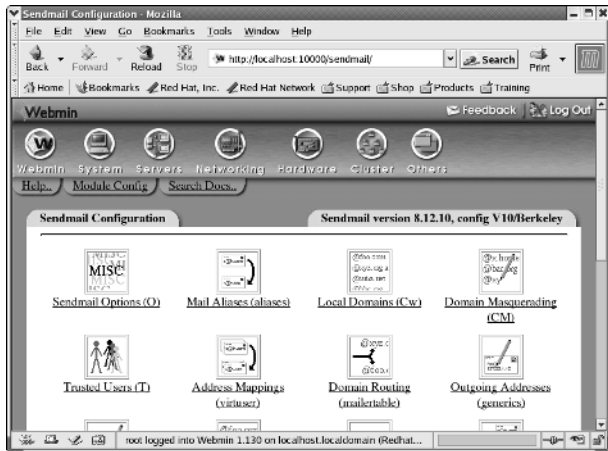 Sendmail Configuration - Mozilla
File Edit View Go Bookmarks Tools Window Help
Back Forward Reload Stop http://localhost:10000/sendmail/ Search Print
Home Bookmarks Red Hat, Inc. Red Hat Network Support Shop Products Training
Webmin Feedback Log Out
Webmin System Servers Networking Hardware Cluster Others
Help.. Module Config Search Docs..
Sendmail Configuration Sendmail version 8.12.10, config V10/Berkeley
MISC
Sendmail Options (O) Mail Aliases (aliases) Local Domains (Cw) Domain Masquerading (CM)
Trusted Users (T) Address Mappings (virtuser) Domain Routing (mailertable) Outgoing Addresses (generics)
root logged into Webmin 1.130 on localhost.localdomain (Redhat...